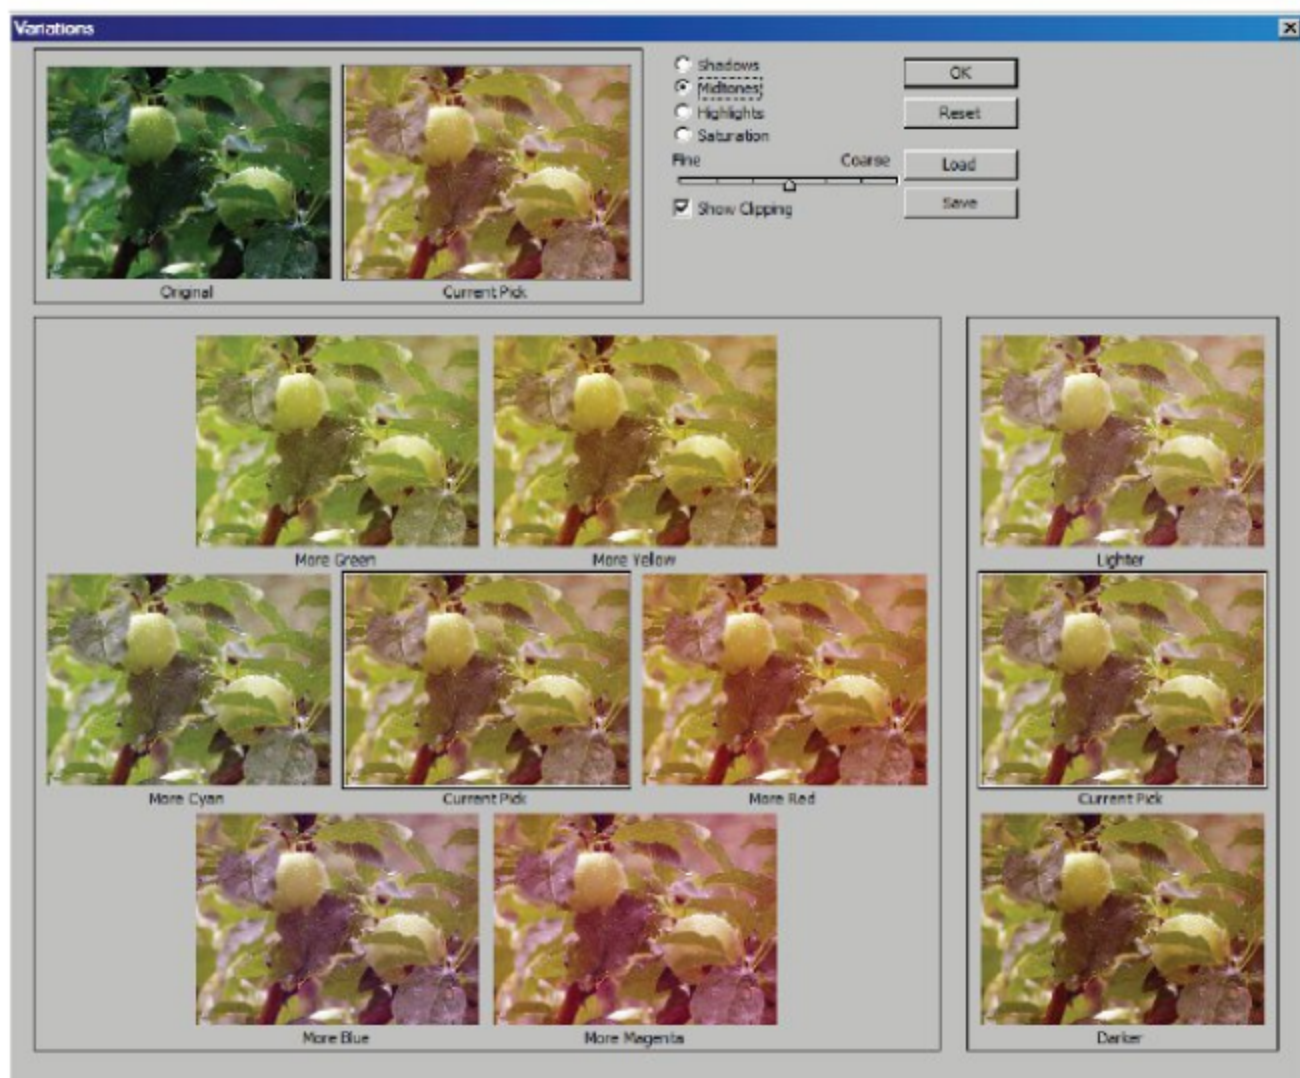 Variations
Shadows
Midtones
Highlights
Saturation
Fine Coarse
Show Clipping
OK
Reset
Load
Save
Original
Current Pick
More Green
More Yellow
Lighter
More Cyan
Current Pick
More Red
Current Pick
More Blue
More Magenta
Darker